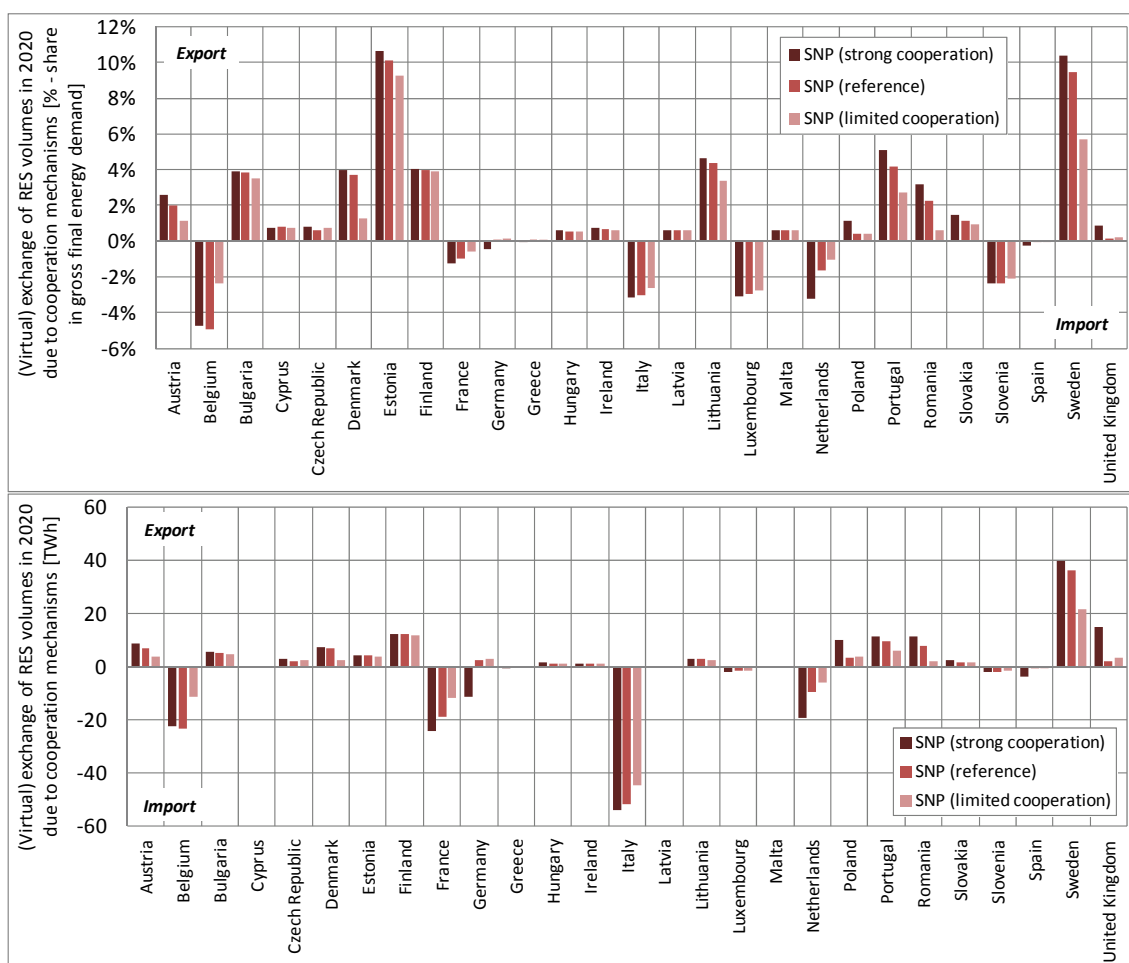 (Virtual) exchange of RES volumes in 2020
due to cooperation mechanisms [% - share
in gross final energy demand]
12%
10%
8%
6%
4%
2%
0%
-2%
-4%
-6%
Export
SNP (strong cooperation)
SNP (reference)
SNP (limited cooperation)
Import
Austria
Belgium
Bulgaria
Cyprus
Czech Republic
Denmark
Estonia
Finland
France
Germany
Greece
Hungary
Ireland
Italy
Latvia
Lithuania
Luxembourg
Malta
Netherlands
Poland
Portugal
Romania
Slovakia
Slovenia
Spain
Sweden
United Kingdom
(Virtual) exchange of RES volumes in 2020
due to cooperation mechanisms [TWh]
60
40
20
0
-20
-40
-60
Export
Import
SNP (strong cooperation)
SNP (reference)
SNP (limited cooperation)
Austria
Belgium
Bulgaria
Cyprus
Czech Republic
Denmark
Estonia
Finland
France
Germany
Greece
Hungary
Ireland
Italy
Latvia
Lithuania
Luxembourg
Malta
Netherlands
Poland
Portugal
Romania
Slovakia
Slovenia
Spain
Sweden
United Kingdom